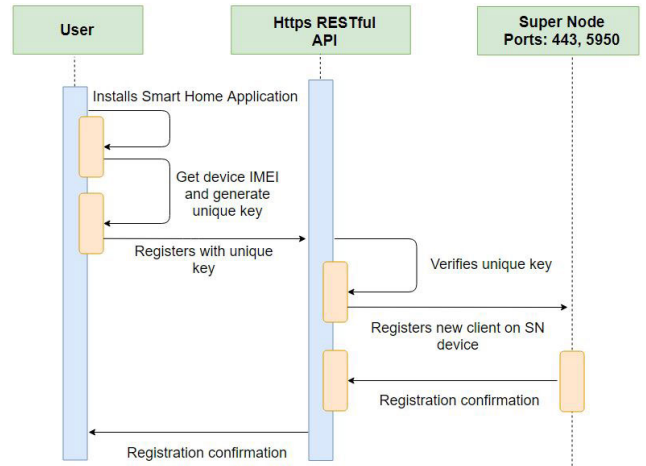 User
Https RESTful
API
Super Node
Ports: 443, 5950
Installs Smart Home Application
Get device IMEI
and generate
unique key
Registers with unique
key
Verifies unique key
Registers new client on SN
device
Registration confirmation
Registration confirmation